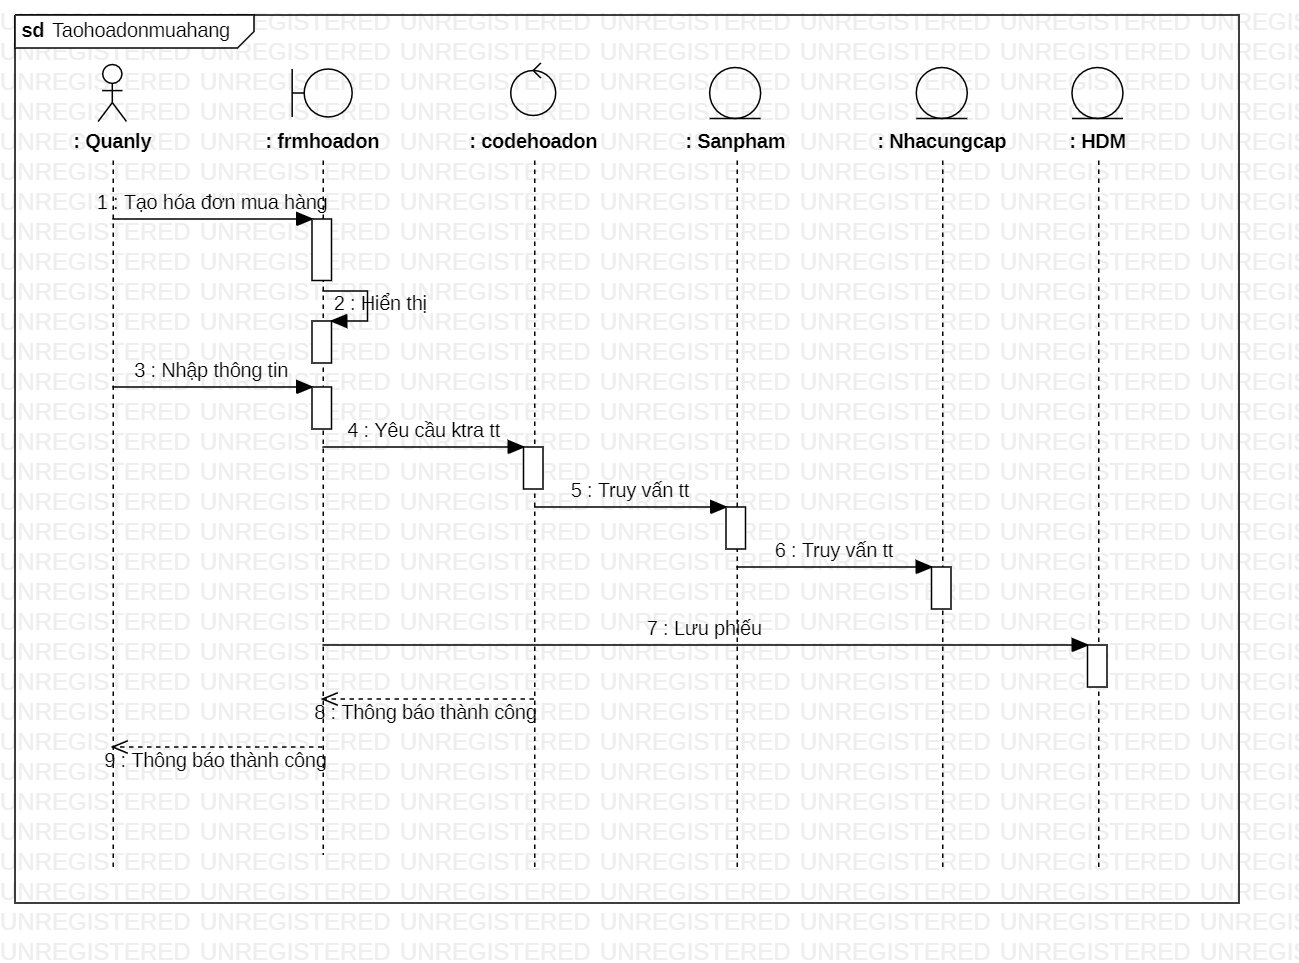 sd Taohoadonmuahang
: Quanly
: frmhoadon
: codehoadon
: Sanpham
: Nhacungcap
: HDM
1 : Tạo hóa đơn mua hàng
2 : Hiển thị
3 : Nhập thông tin
4 : Yêu cầu ktra tt
5 : Truy vấn tt
6 : Truy vấn tt
7 : Lưu phiếu
8 : Thông báo thành công
9 : Thông báo thành công
UNREGISTERED